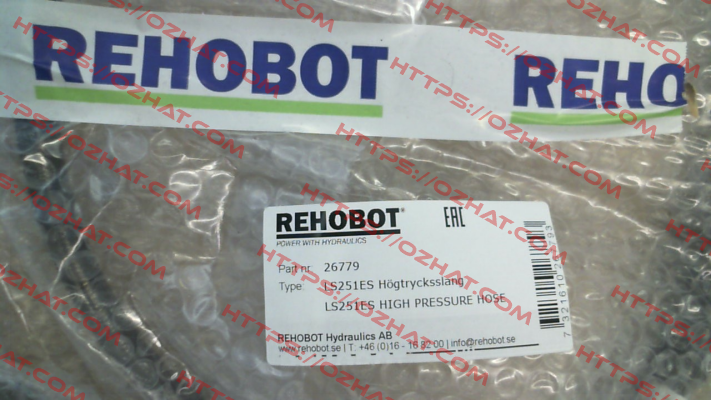 REHOBOT
REHO
REHOBOT®
EAC
POWER WITH HYDRAULICS
Part nr: 26779
Type: LS251ES Högtrycksslang
LS251ES HIGH PRESSURE HOSE
REHOBOT Hydraulics AB
www.rehobot.se | T +46 (0)16 - 16 82 00 | info@rehobot.se
HTTPS://OZHAT.COM